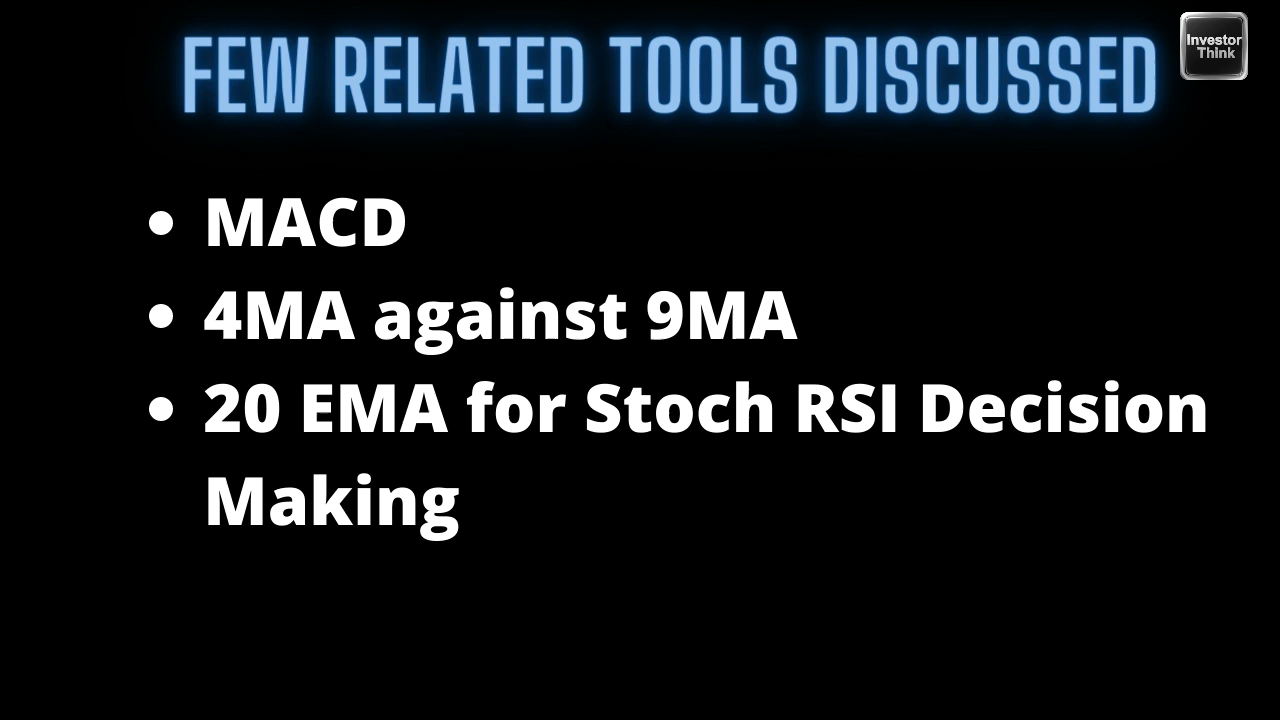 FEW RELATED TOOLS DISCUSSED
Investor
Think
• MACD
• 4MA against 9MA
• 20 EMA for Stoch RSI Decision
Making